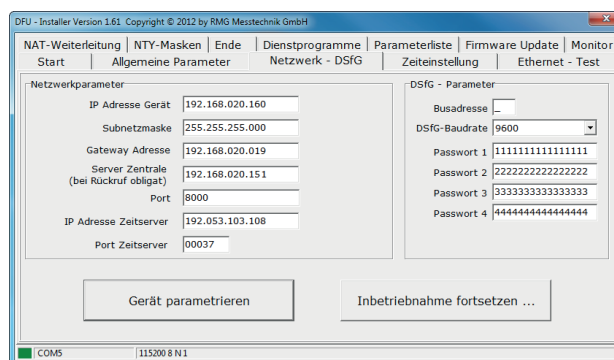 DFU - Installer Version 1.61 Copyright © 2012 by RMG Messtechnik GmbH
NAT-Weiterleitung NTY-Masken Ende Dienstprogramme Parameterliste Firmware Update Monitor
Start Allgemeine Parameter Netzwerk - DSfG Zeiteinstellung Ethernet - Test
Netzwerkparameter
IP Adresse Gerät 192.168.020.160
Subnetzmaske 255.255.255.000
Gateway Adresse 192.168.020.019
Server Zentrale 192.168.020.151
(bei Rückruf obligat)
Port 8000
IP Adresse Zeitserver 192.053.103.108
Port Zeitserver 00037
DSfG - Parameter
Busadresse _
DSfG-Baudrate 9600
Passwort 1 1111111111111111
Passwort 2 2222222222222222
Passwort 3 3333333333333333
Passwort 4 4444444444444444
Gerät parametrieren
Inbetriebnahme fortsetzen ...
COM5 115200 8 N 1